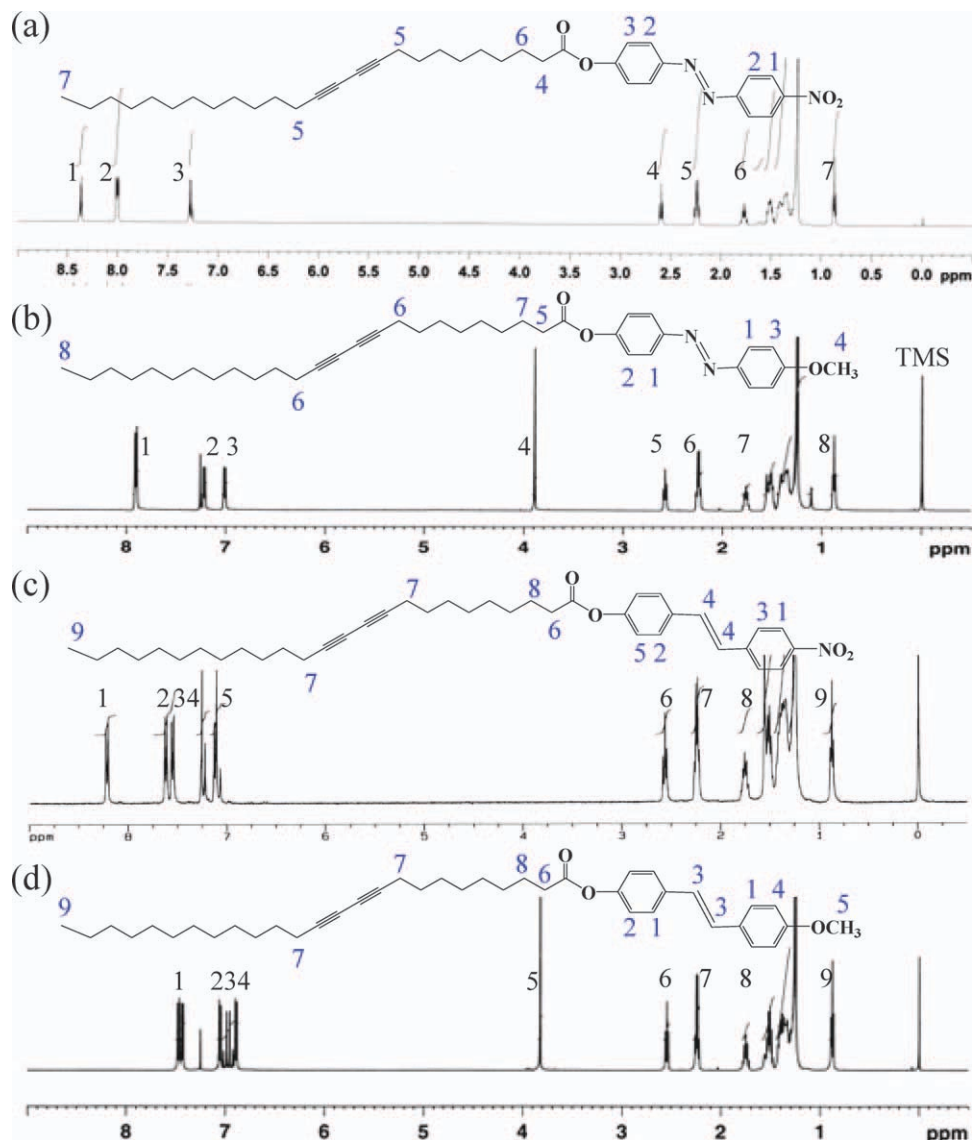 (a)
5 6 O 3 2
7 4 O N 2 1
5 N NO₂
1 2 3 4 5 6 7
8.5 8.0 7.5 7.0 6.5 6.0 5.5 5.0 4.5 4.0 3.5 3.0 2.5 2.0 1.5 1.0 0.5 0.0 ppm
(b)
6 7 5 O 1 3 4
8 O N TMS
6 2 1 N OCH₃
1 2 3 4 5 6 7 8
8 7 6 5 4 3 2 1 ppm
(c)
7 8 O 4 3 1
9 6 O 4
7 5 2 NO₂
1 2 3 4 5 6 7 8 9
ppm 8 7 6 5 4 3 2 1 0
(d)
7 8 6 O 3 1 4 5
9 O 3
7 2 1 OCH₃
1 2 3 4 5 6 7 8 9
8 7 6 5 4 3 2 1 ppm